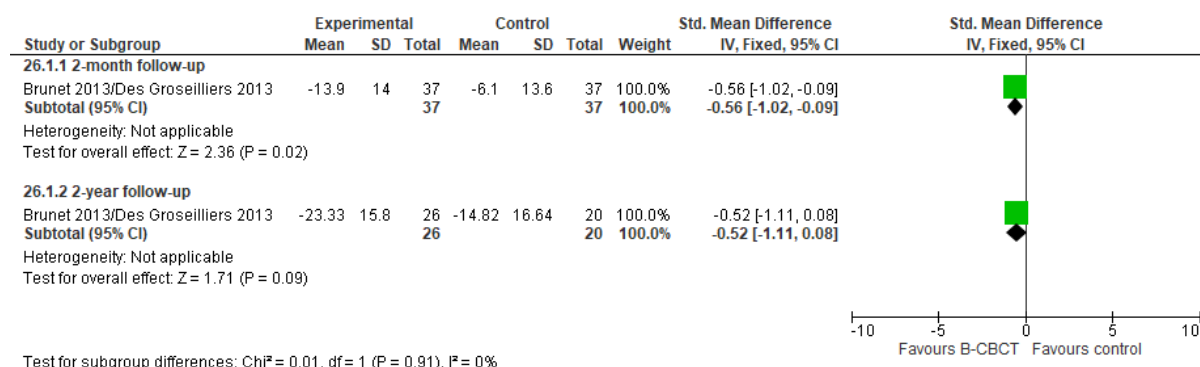 Experimental Control Std. Mean Difference Std. Mean Difference
Study or Subgroup Mean SD Total Mean SD Total Weight IV, Fixed, 95% CI IV, Fixed, 95% CI
26.1.1 2-month follow-up
Brunet 2013/Des Groseilliers 2013 -13.9 14 37 -6.1 13.6 37 100.0% -0.56 [-1.02, -0.09]
Subtotal (95% CI) 37 37 100.0% -0.56 [-1.02, -0.09]
Heterogeneity: Not applicable
Test for overall effect: Z = 2.36 (P = 0.02)
26.1.2 2-year follow-up
Brunet 2013/Des Groseilliers 2013 -23.33 15.8 26 -14.82 16.64 20 100.0% -0.52 [-1.11, 0.08]
Subtotal (95% CI) 26 20 100.0% -0.52 [-1.11, 0.08]
Heterogeneity: Not applicable
Test for overall effect: Z = 1.71 (P = 0.09)
-10 -5 0 5 10
Favours B-CBCT Favours control
Test for subgroup differences: Chi² = 0.01, df = 1 (P = 0.91), I² = 0%